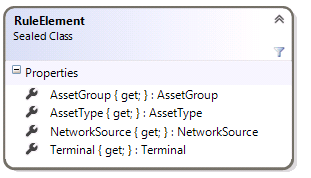 RuleElement
Sealed Class
Properties
AssetGroup { get; } : AssetGroup
AssetType { get; } : AssetType
NetworkSource { get; } : NetworkSource
Terminal { get; } : Terminal